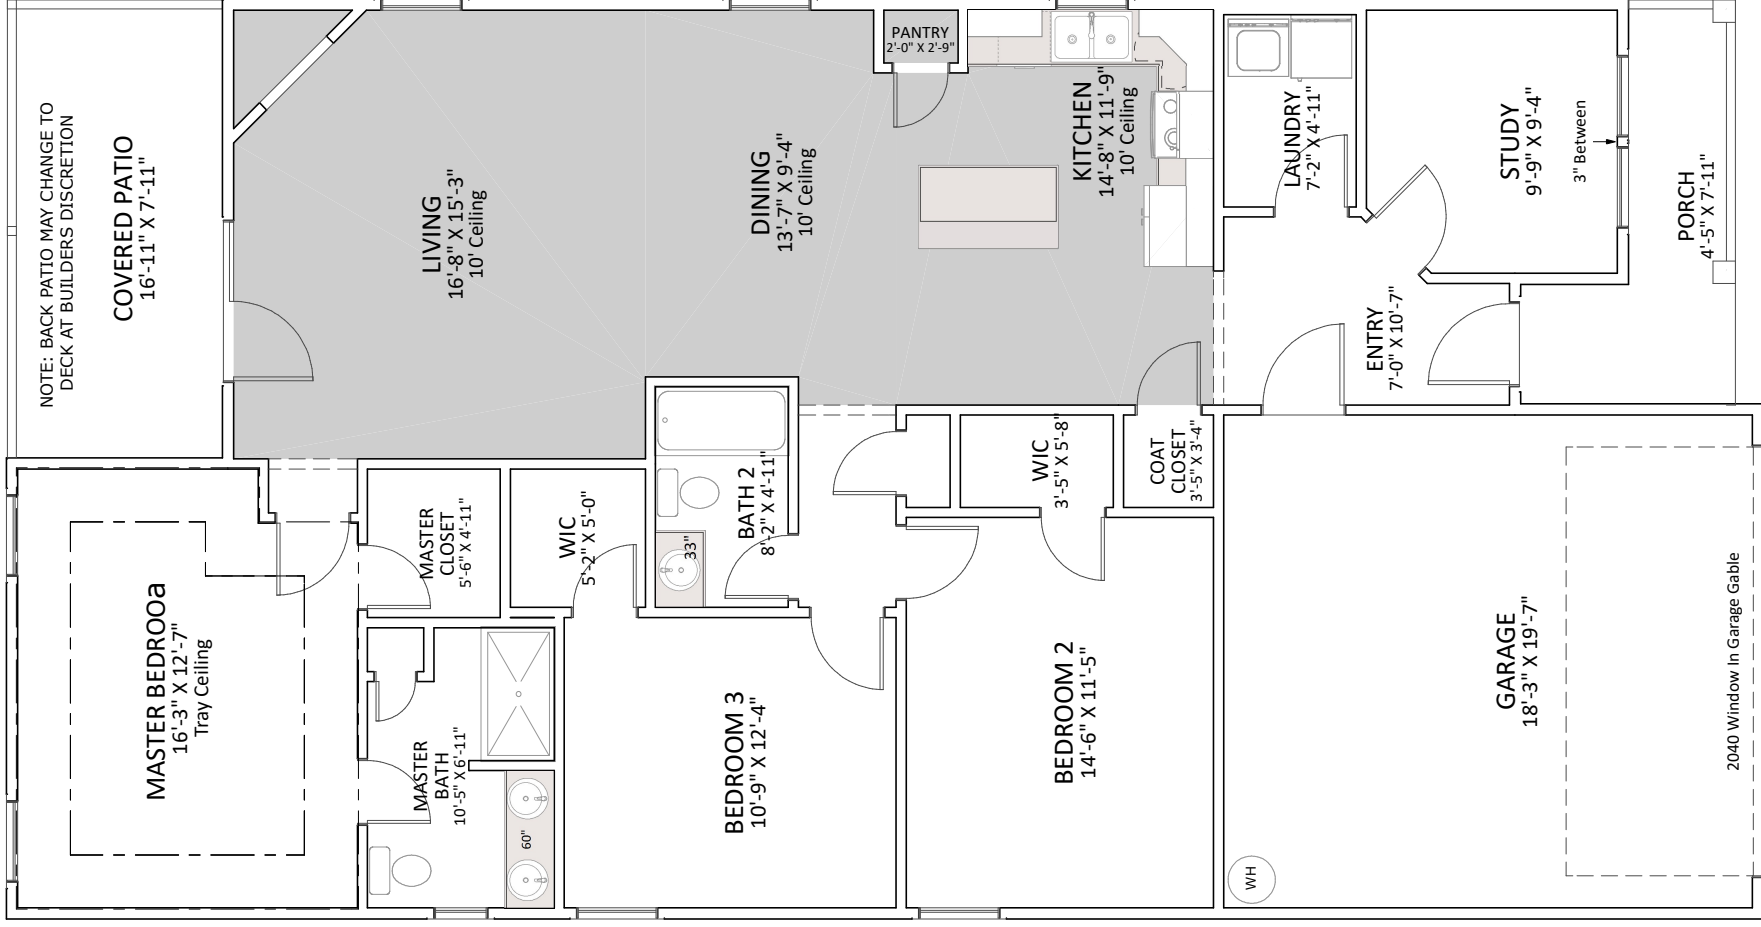 NOTE: BACK PATIO MAY CHANGE TO
DECK AT BUILDERS DISCRETION
COVERED PATIO
16'-11" X 7'-11"
LIVING
16'-8" X 15'-3"
10' Ceiling
DINING
13'-7" X 9'-4"
10' Ceiling
PANTRY
2'-0" X 2'-9"
KITCHEN
14'-8" X 11'-9"
10' Ceiling
LAUNDRY
7'-2" X 4'-11"
STUDY
9'-9" X 9'-4"
3" Between
PORCH
4'-5" X 7'-11"
ENTRY
7'-0" X 10'-7"
MASTER BEDROOa
16'-3" X 12'-7"
Tray Ceiling
MASTER
CLOSET
5'-6" X 4'-11"
WIC
5'-2" X 5'-0"
BATH 2
8'-2" X 4'-11"
33"
WIC
3'-5" X 5'-8"
COAT
CLOSET
3'-5" X 3'-4"
MASTER
BATH
10'-5" X 6'-11"
60"
BEDROOM 3
10'-9" X 12'-4"
BEDROOM 2
14'-6" X 11'-5"
GARAGE
18'-3" X 19'-7"
2040 Window In Garage Gable
WH